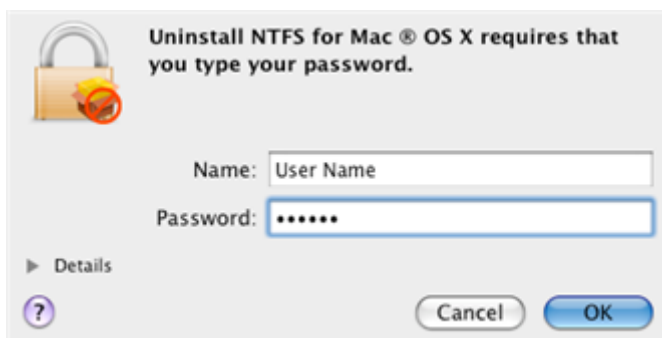 Uninstall NTFS for Mac ® OS X requires that
you type your password.
Name: User Name
Password: ••••••
Details
? Cancel OK